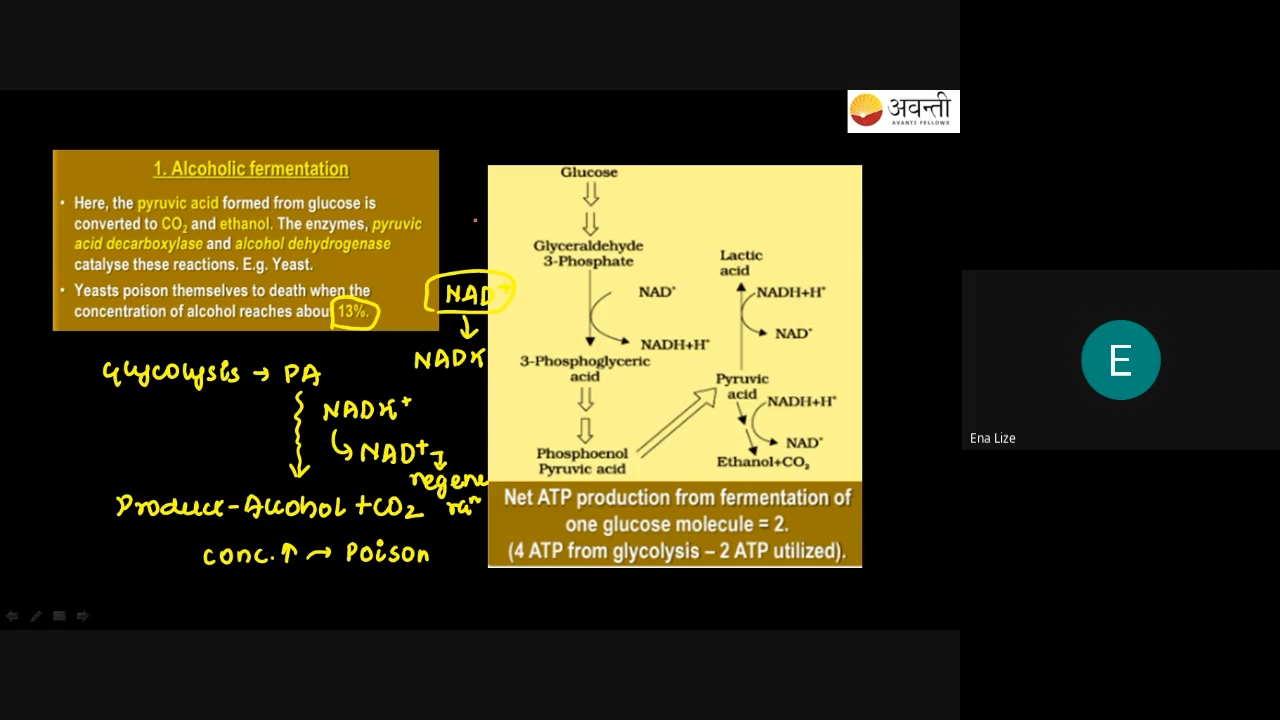 अवन्ती
AVANTI FELLOWS
1. Alcoholic fermentation
• Here, the pyruvic acid formed from glucose is
converted to CO₂ and ethanol. The enzymes, pyruvic
acid decarboxylase and alcohol dehydrogenase
catalyse these reactions. E.g. Yeast.
• Yeasts poison themselves to death when the
concentration of alcohol reaches about 13%.
NAD⁺
NADH
Glycolysis → PA
NADH⁺
NAD⁺
regene
Produce - Alcohol + CO2
conc. ↑ → Poison
Glucose
Glyceraldehyde
3-Phosphate
NAD⁺
NADH+H⁺
3-Phosphoglyceric
acid
Phosphoenol
Pyruvic acid
Lactic
acid
NADH+H⁺
NAD⁺
Pyruvic
acid
NADH+H⁺
NAD⁺
Ethanol+CO₂
Net ATP production from fermentation of
one glucose molecule = 2.
(4 ATP from glycolysis – 2 ATP utilized).
E
Ena Lize